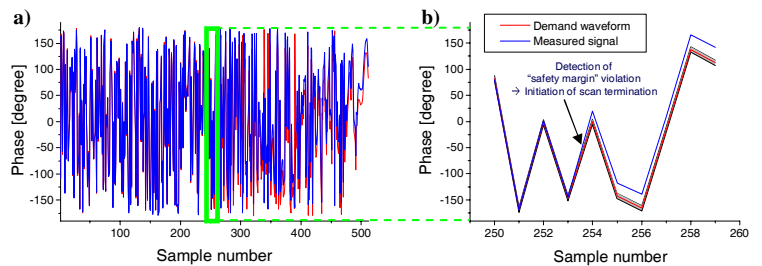 a)
150
100
50
0
-50
-100
-150
Phase [degree]
100 200 300 400 500
Sample number
b)
Demand waveform
Measured signal
Detection of
“safety margin” violation
→ Initiation of scan termination
150
100
50
0
-50
-100
-150
Phase [degree]
250 252 254 256 258 260
Sample number